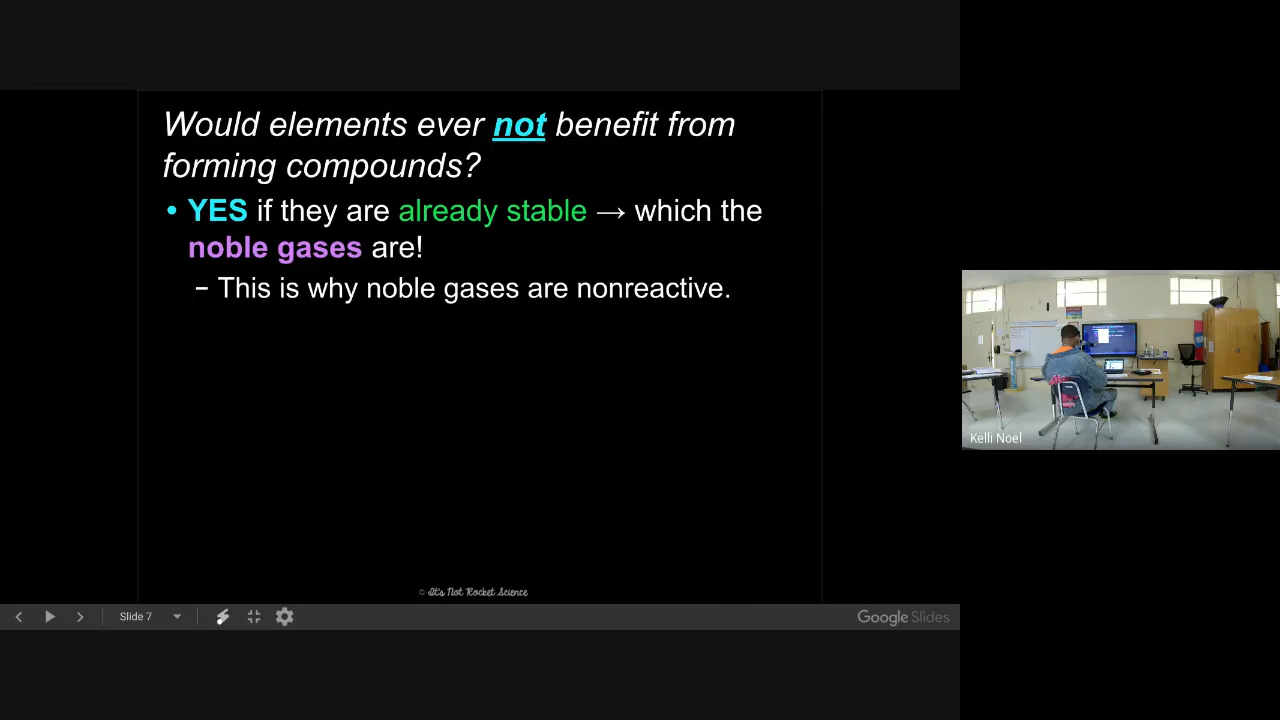 Would elements ever not benefit from
forming compounds?
• YES if they are already stable → which the
noble gases are!
– This is why noble gases are nonreactive.
© It's Not Rocket Science
Slide 7
Google Slides
Kelli Noel